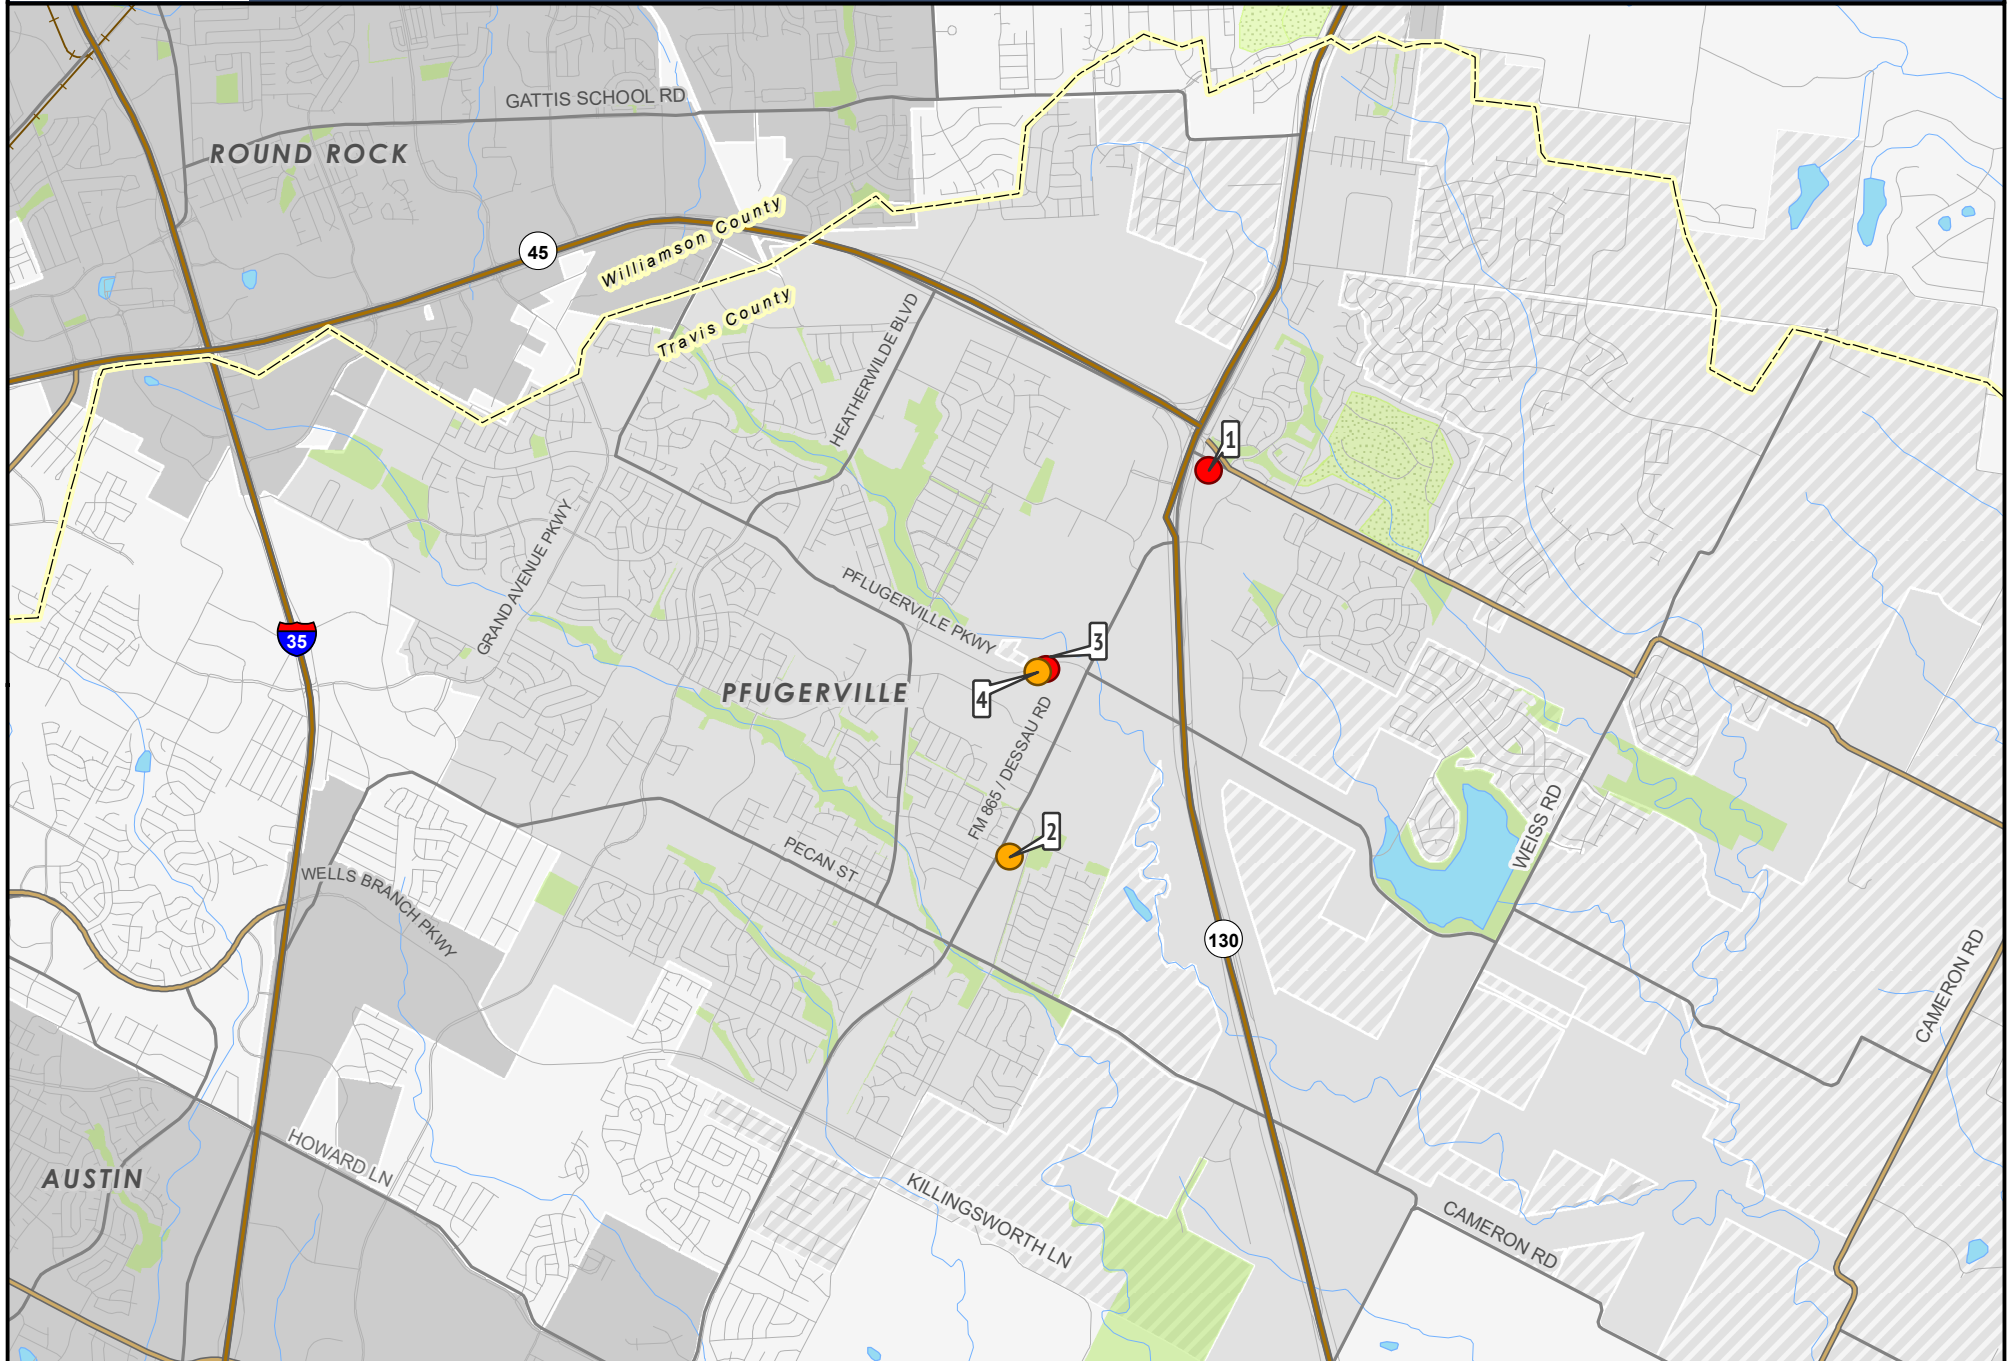 GATTIS SCHOOL RD
ROUND ROCK
45
Williamson County
Travis County
HEATHERWILDE BLVD
1
GRAND AVENUE PKWY
PFLUGERVILLE PKWY
35
3
4
PFUGERVILLE
FM 865 / DESSAU RD
2
PECAN ST
WEISS RD
WELLS BRANCH PKWY
130
CAMERON RD
HOWARD LN
AUSTIN
KILLINGSWORTH LN
CAMERON RD